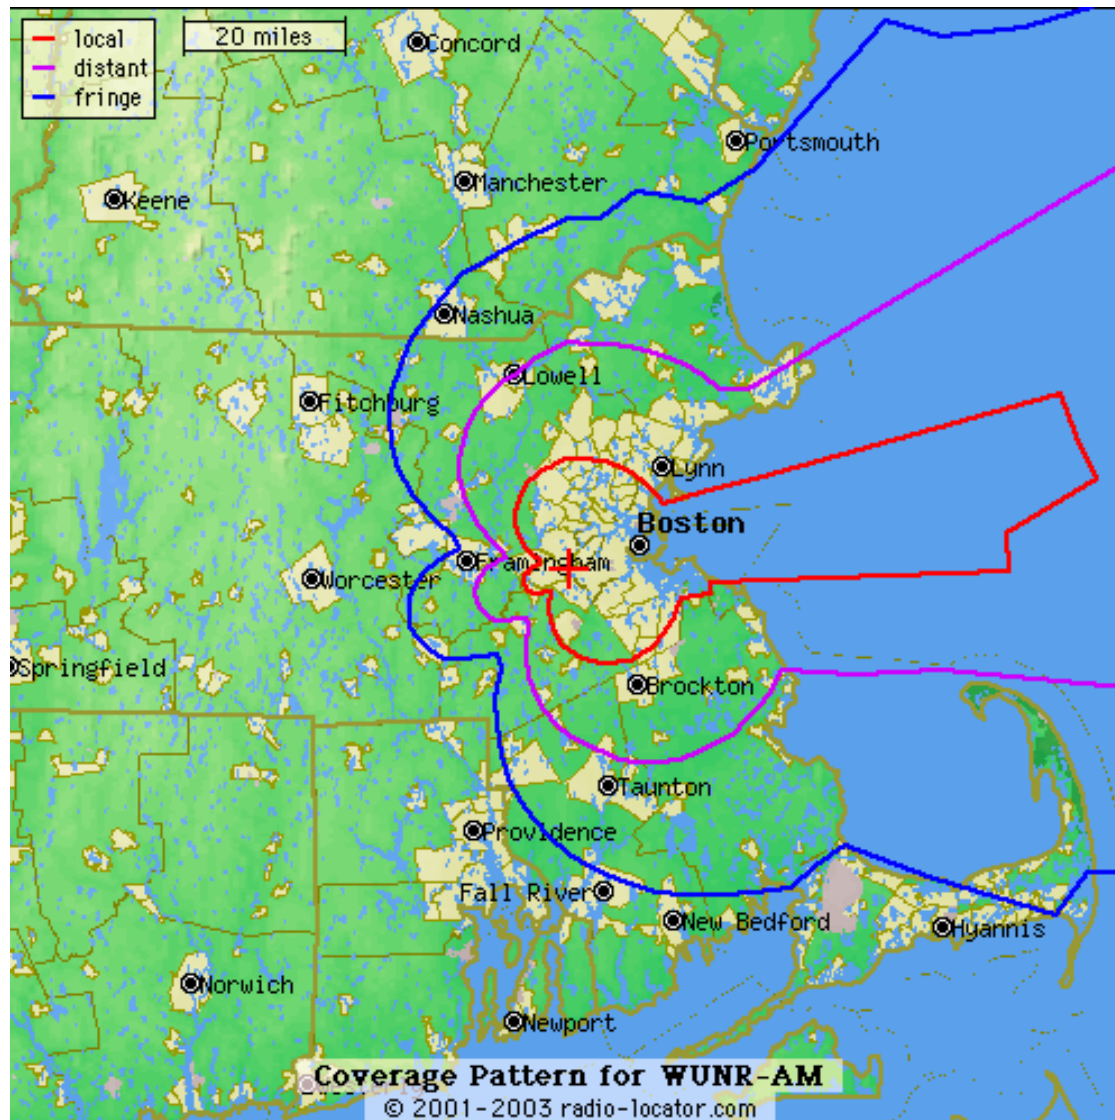 local
distant
fringe
20 miles
Concord
Portsmouth
Manchester
Keene
Nashua
Lowell
Fitchburg
Lynn
Boston
Framingham
Worcester
Springfield
Brockton
Taunton
Providence
Fall River
New Bedford
Hyannis
Norwich
Newport
Coverage Pattern for WUNR-AM
© 2001-2003 radio-locator.com